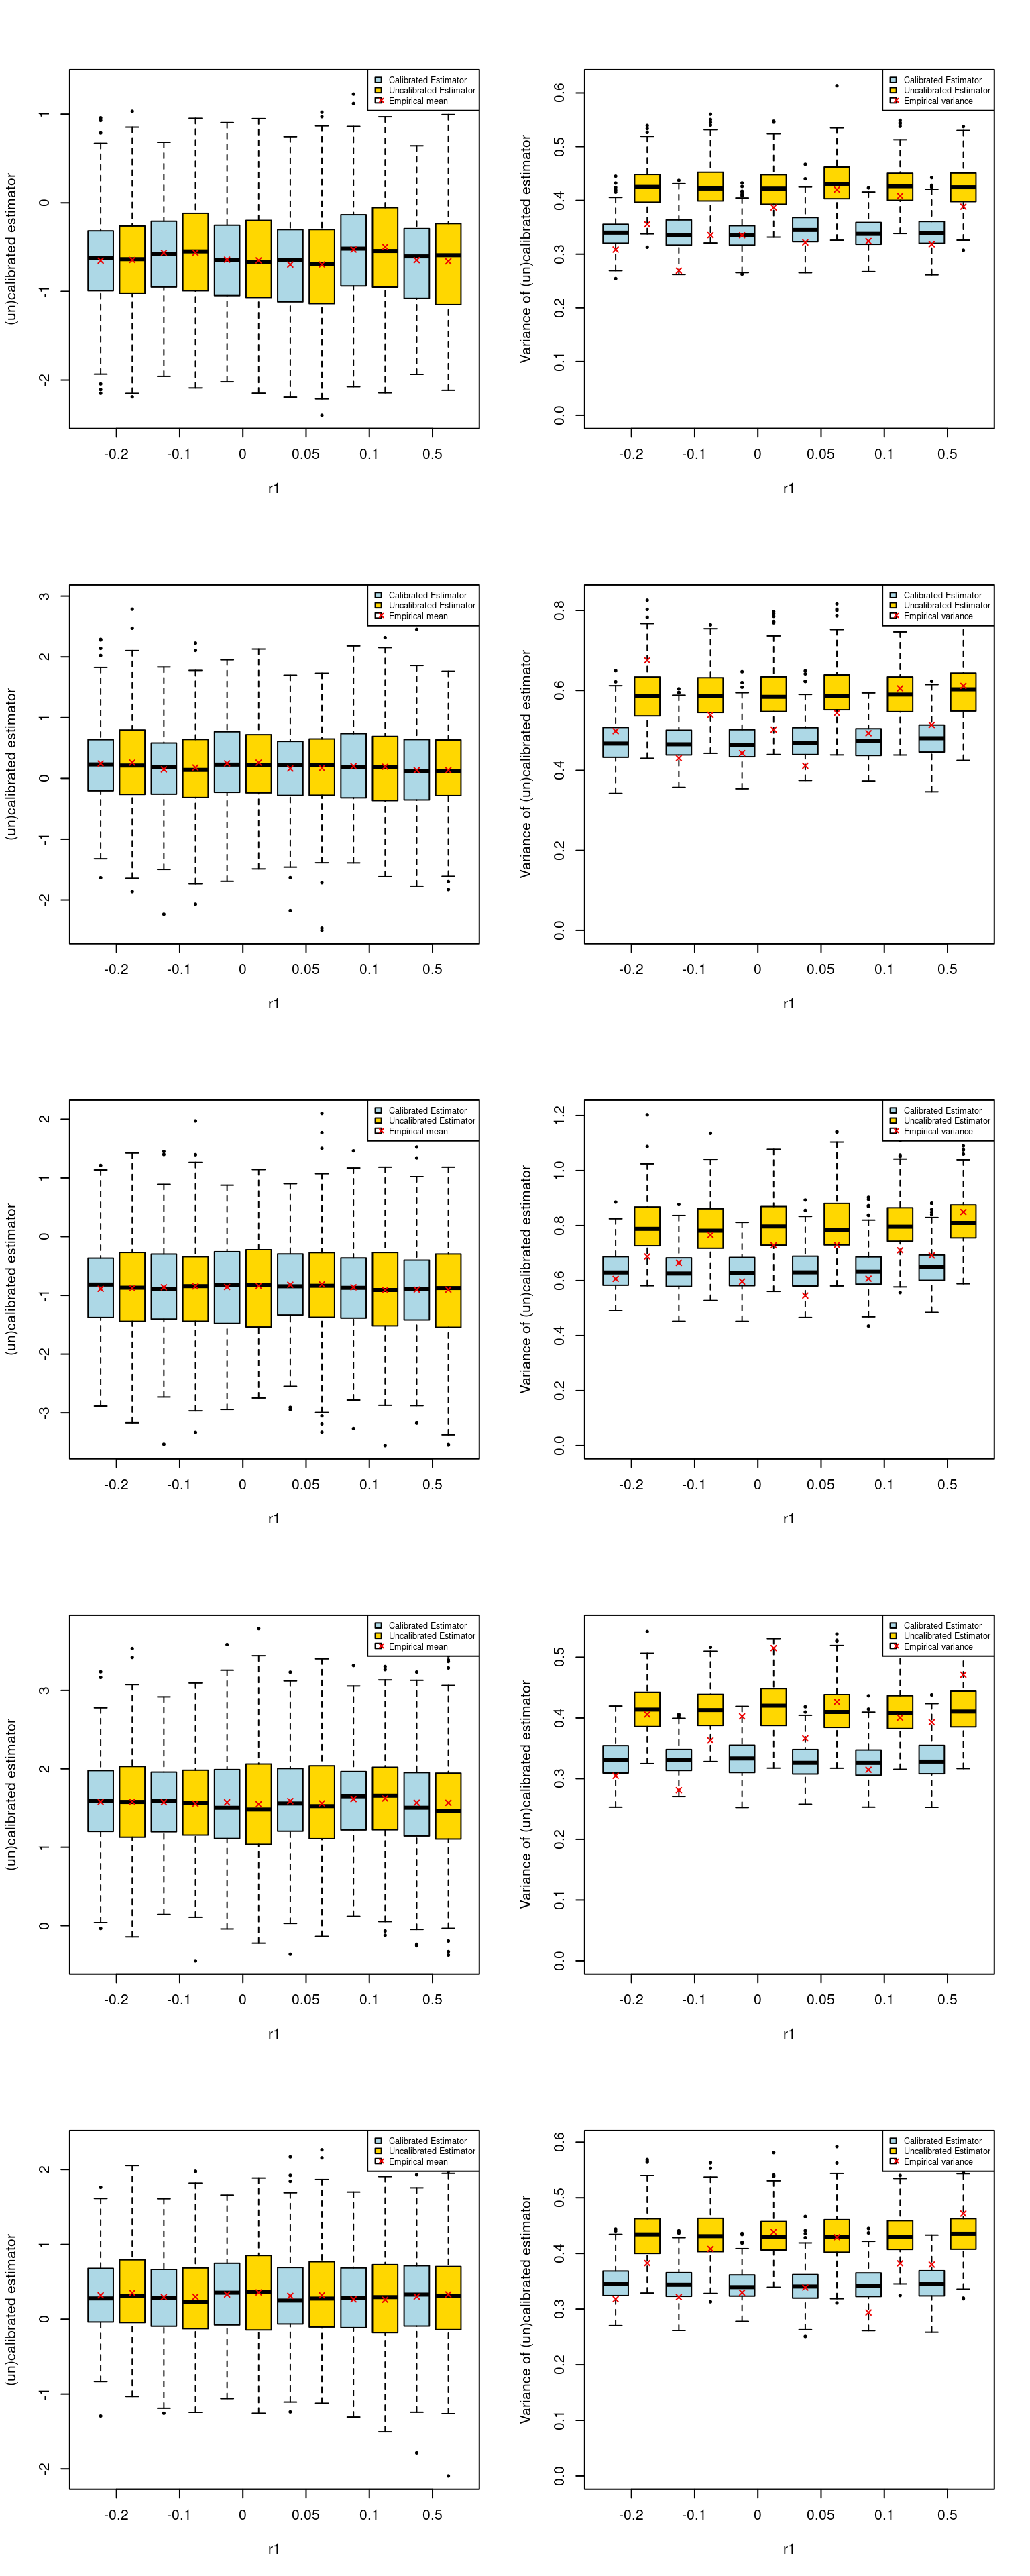 Calibrated Estimator
Uncalibrated Estimator
Empirical mean
(un)calibrated estimator
1
0
-1
-2
-0.2 -0.1 0 0.05 0.1 0.5
r1
Calibrated Estimator
Uncalibrated Estimator
Empirical variance
Variance of (un)calibrated estimator
0.6
0.5
0.4
0.3
0.2
0.1
0.0
-0.2 -0.1 0 0.05 0.1 0.5
r1
Calibrated Estimator
Uncalibrated Estimator
Empirical mean
(un)calibrated estimator
3
2
1
0
-1
-2
-0.2 -0.1 0 0.05 0.1 0.5
r1
Calibrated Estimator
Uncalibrated Estimator
Empirical variance
Variance of (un)calibrated estimator
0.8
0.6
0.4
0.2
0.0
-0.2 -0.1 0 0.05 0.1 0.5
r1
Calibrated Estimator
Uncalibrated Estimator
Empirical mean
(un)calibrated estimator
2
1
0
-1
-2
-3
-0.2 -0.1 0 0.05 0.1 0.5
r1
Calibrated Estimator
Uncalibrated Estimator
Empirical variance
Variance of (un)calibrated estimator
1.2
1.0
0.8
0.6
0.4
0.2
0.0
-0.2 -0.1 0 0.05 0.1 0.5
r1
Calibrated Estimator
Uncalibrated Estimator
Empirical mean
(un)calibrated estimator
3
2
1
0
-0.2 -0.1 0 0.05 0.1 0.5
r1
Calibrated Estimator
Uncalibrated Estimator
Empirical variance
Variance of (un)calibrated estimator
0.5
0.4
0.3
0.2
0.1
0.0
-0.2 -0.1 0 0.05 0.1 0.5
r1
Calibrated Estimator
Uncalibrated Estimator
Empirical mean
(un)calibrated estimator
2
1
0
-1
-2
-0.2 -0.1 0 0.05 0.1 0.5
r1
Calibrated Estimator
Uncalibrated Estimator
Empirical variance
Variance of (un)calibrated estimator
0.6
0.5
0.4
0.3
0.2
0.1
0.0
-0.2 -0.1 0 0.05 0.1 0.5
r1